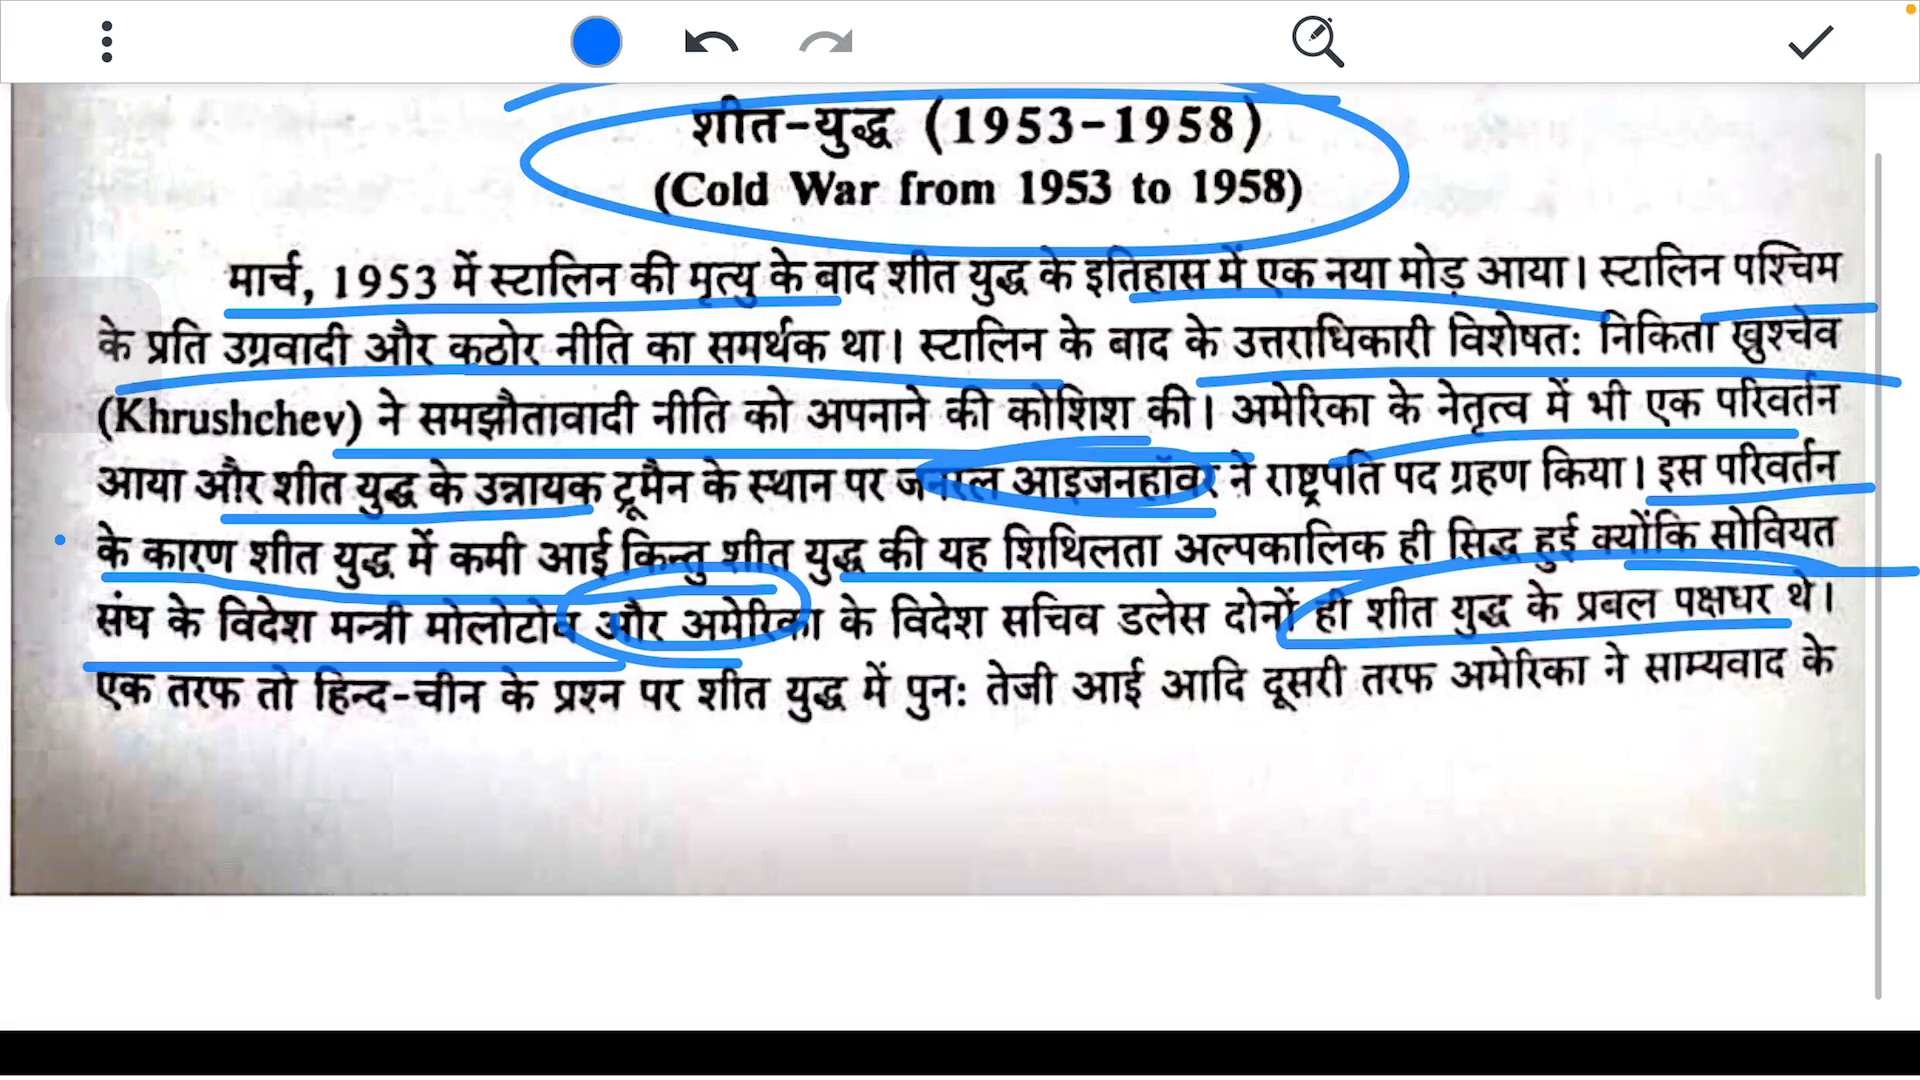 शीत-युद्ध (1953-1958)
(Cold War from 1953 to 1958)
मार्च, 1953 में स्टालिन की मृत्यु के बाद शीत युद्ध के इतिहास में एक नया मोड़ आया। स्टालिन पश्चिम
के प्रति उग्रवादी और कठोर नीति का समर्थक था। स्टालिन के बाद के उत्तराधिकारी विशेषतः निकिता ख्रुश्चेव
(Khrushchev) ने समझौतावादी नीति को अपनाने की कोशिश की। अमेरिका के नेतृत्व में भी एक परिवर्तन
आया और शीत युद्ध के उन्नायक ट्रूमैन के स्थान पर जनरल आइजनहॉवर ने राष्ट्रपति पद ग्रहण किया। इस परिवर्तन
के कारण शीत युद्ध में कमी आई किन्तु शीत युद्ध की यह शिथिलता अल्पकालिक ही सिद्ध हुई क्योंकि सोवियत
संघ के विदेश मन्त्री मोलोटोव और अमेरिका के विदेश सचिव डलेस दोनों ही शीत युद्ध के प्रबल पक्षधर थे।
एक तरफ तो हिन्द-चीन के प्रश्न पर शीत युद्ध में पुनः तेजी आई आदि दूसरी तरफ अमेरिका ने साम्यवाद के